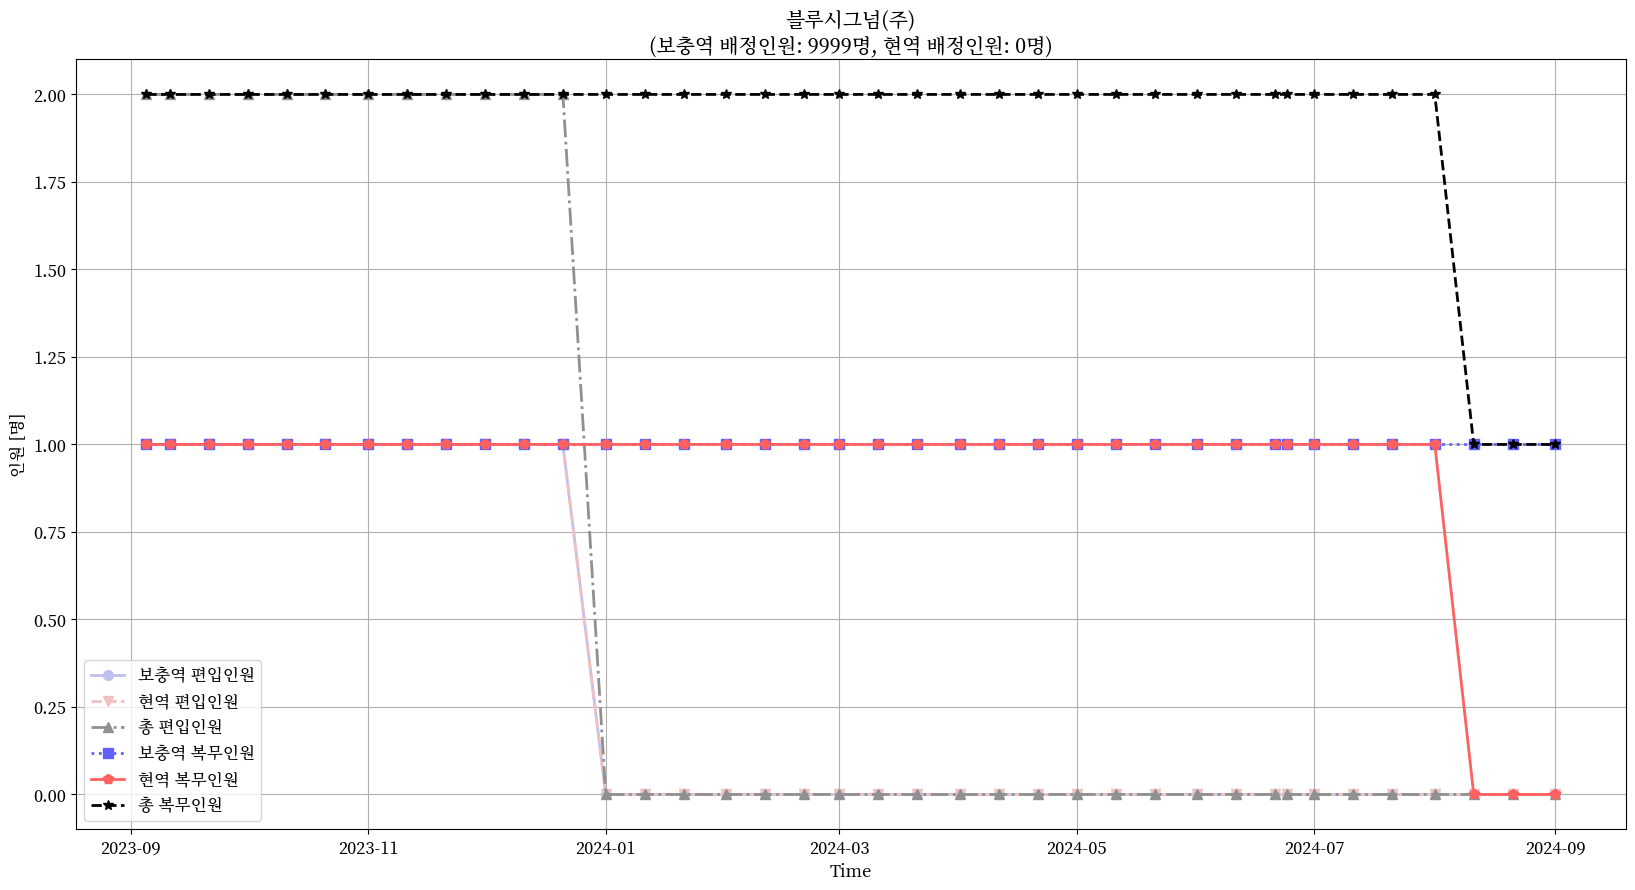 블루시그넘(주)
(보충역 배정인원: 9999명, 현역 배정인원: 0명)
2.00
1.75
1.50
1.25
1.00
0.75
0.50
0.25
0.00
인원 [명]
보충역 편입인원
현역 편입인원
총 편입인원
보충역 복무인원
현역 복무인원
총 복무인원
2023-09
2023-11
2024-01
2024-03
2024-05
2024-07
2024-09
Time